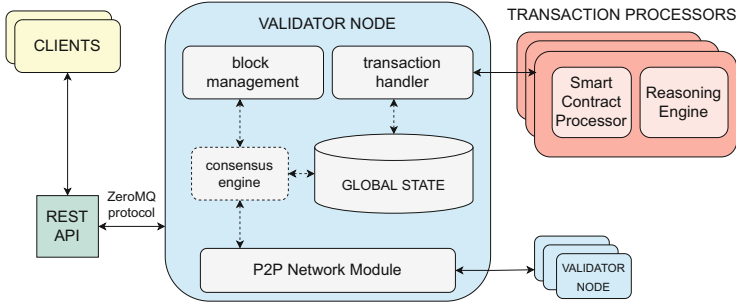 CLIENTS
VALIDATOR NODE
TRANSACTION PROCESSORS
block
management
transaction
handler
Smart
Contract
Processor
Reasoning
Engine
consensus
engine
GLOBAL STATE
ZeroMQ
protocol
REST
API
P2P Network Module
VALIDATOR
NODE